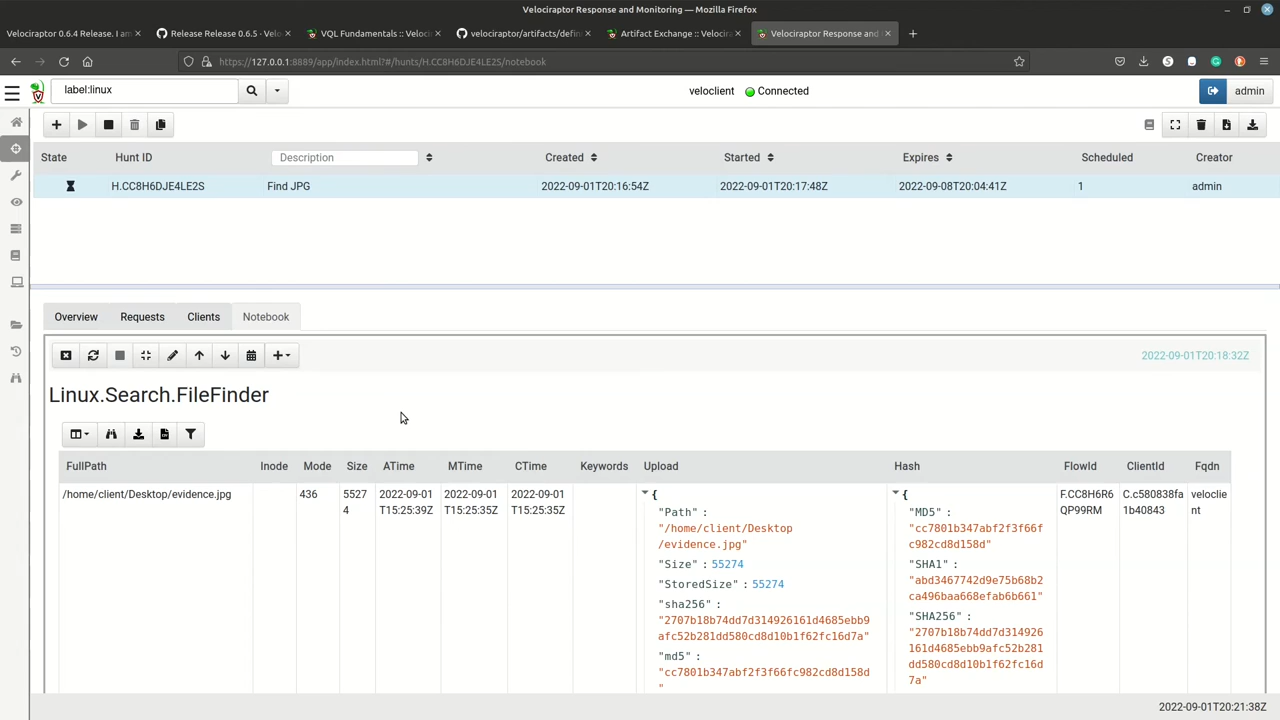 Velociraptor Response and Monitoring — Mozilla Firefox
Velociraptor 0.6.4 Release. I am
Release Release 0.6.5 · Velo
VQL Fundamentals :: Veloci
velociraptor/artifacts/defin
Artifact Exchange :: Velocira
Velociraptor Response and
https://127.0.0.1:8889/app/index.html?#/hunts/H.CC8H6DJE4LE2S/notebook
label:linux
veloclient
Connected
admin
State
Hunt ID
Description
Created
Started
Expires
Scheduled
Creator
H.CC8H6DJE4LE2S
Find JPG
2022-09-01T20:16:54Z
2022-09-01T20:17:48Z
2022-09-08T20:04:41Z
1
admin
Overview
Requests
Clients
Notebook
2022-09-01T20:18:32Z
Linux.Search.FileFinder
FullPath
Inode
Mode
Size
ATime
MTime
CTime
Keywords
Upload
Hash
FlowId
ClientId
Fqdn
/home/client/Desktop/evidence.jpg
436
5527
4
2022-09-01
T15:25:39Z
2022-09-01
T15:25:35Z
2022-09-01
T15:25:35Z
{
"Path" :
"/home/client/Desktop
/evidence.jpg"
"Size" : 55274
"StoredSize" : 55274
"sha256" :
"2707b18b74dd7d314926161d4685ebb9
afc52b281dd580cd8d10b1f62fc16d7a"
"md5" :
"cc7801b347abf2f3f66fc982cd8d158d
"
{
"MD5" :
"cc7801b347abf2f3f66f
c982cd8d158d"
"SHA1" :
"abd3467742d9e75b68b2
ca496baa668efab6b661"
"SHA256" :
"2707b18b74dd7d314926
161d4685ebb9afc52b281
dd580cd8d10b1f62fc16d
7a"
F.CC8H6R6
QP99RM
C.c580838fa
1b40843
veloclie
nt
2022-09-01T20:21:38Z